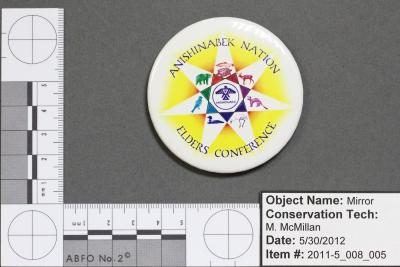 ANISHINABEK NATION
ELDERS CONFERENCE
Object Name: Mirror
Conservation Tech:
M. McMillan
Date: 5/30/2012
Item #: 2011-5_008_005
ABFO No. 2©